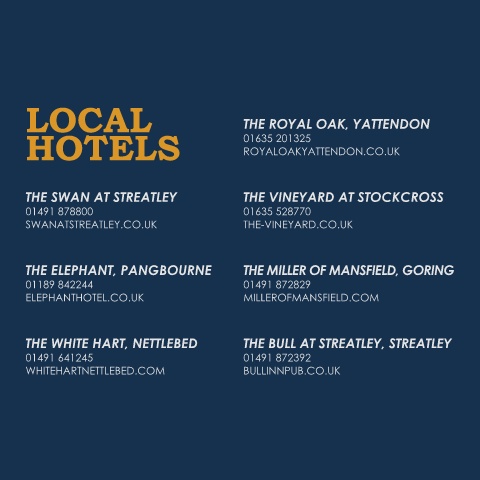 LOCAL
HOTELS
THE SWAN AT STREATLEY
01491 878800
SWANATSTREATLEY.CO.UK
THE ELEPHANT, PANGBOURNE
01189 842244
ELEPHANTHOTEL.CO.UK
THE WHITE HART, NETTLEBED
01491 641245
WHITEHARTNETTLEBED.COM
THE ROYAL OAK, YATTENDON
01635 201325
ROYALOAKYATTENDON.CO.UK
THE VINEYARD AT STOCKCROSS
01635 528770
THE-VINEYARD.CO.UK
THE MILLER OF MANSFIELD, GORING
01491 872829
MILLEROFMANSFIELD.COM
THE BULL AT STREATLEY, STREATLEY
01491 872392
BULLINNPUB.CO.UK